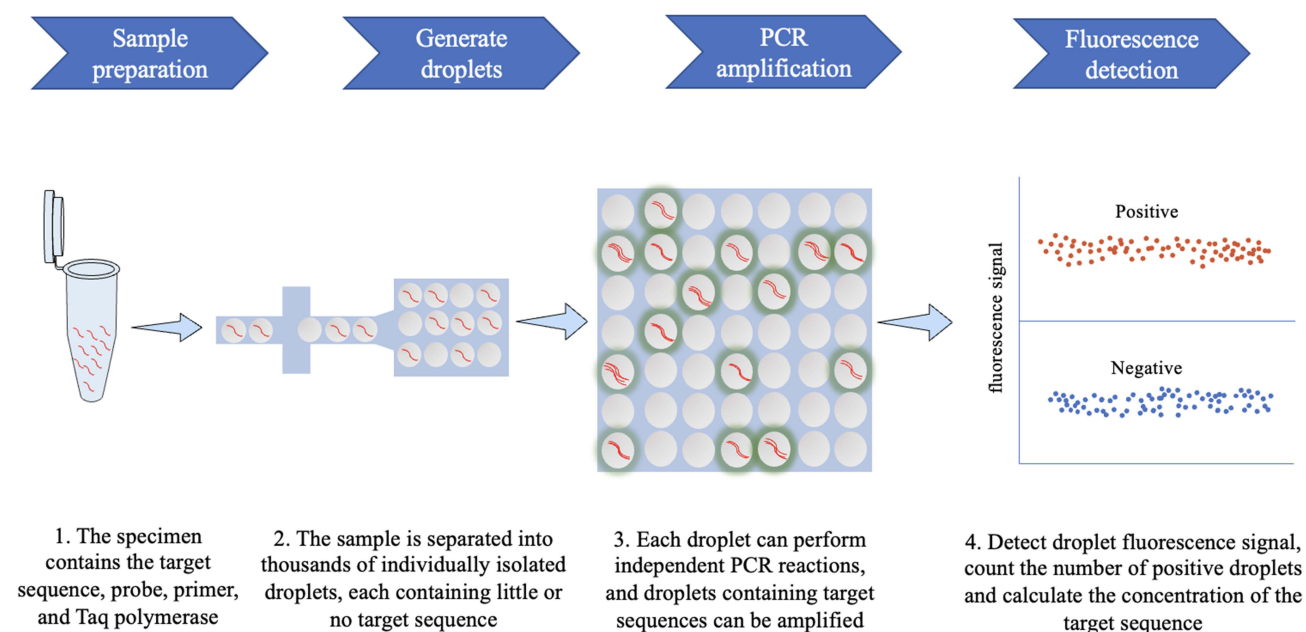 Sample
preparation
Generate
droplets
PCR
amplification
Fluorescence
detection
fluorescence signal
Positive
Negative
1. The specimen
contains the target
sequence, probe, primer,
and Taq polymerase
2. The sample is separated into
thousands of individually isolated
droplets, each containing little or
no target sequence
3. Each droplet can perform
independent PCR reactions,
and droplets containing target
sequences can be amplified
4. Detect droplet fluorescence signal,
count the number of positive droplets
and calculate the concentration of the
target sequence